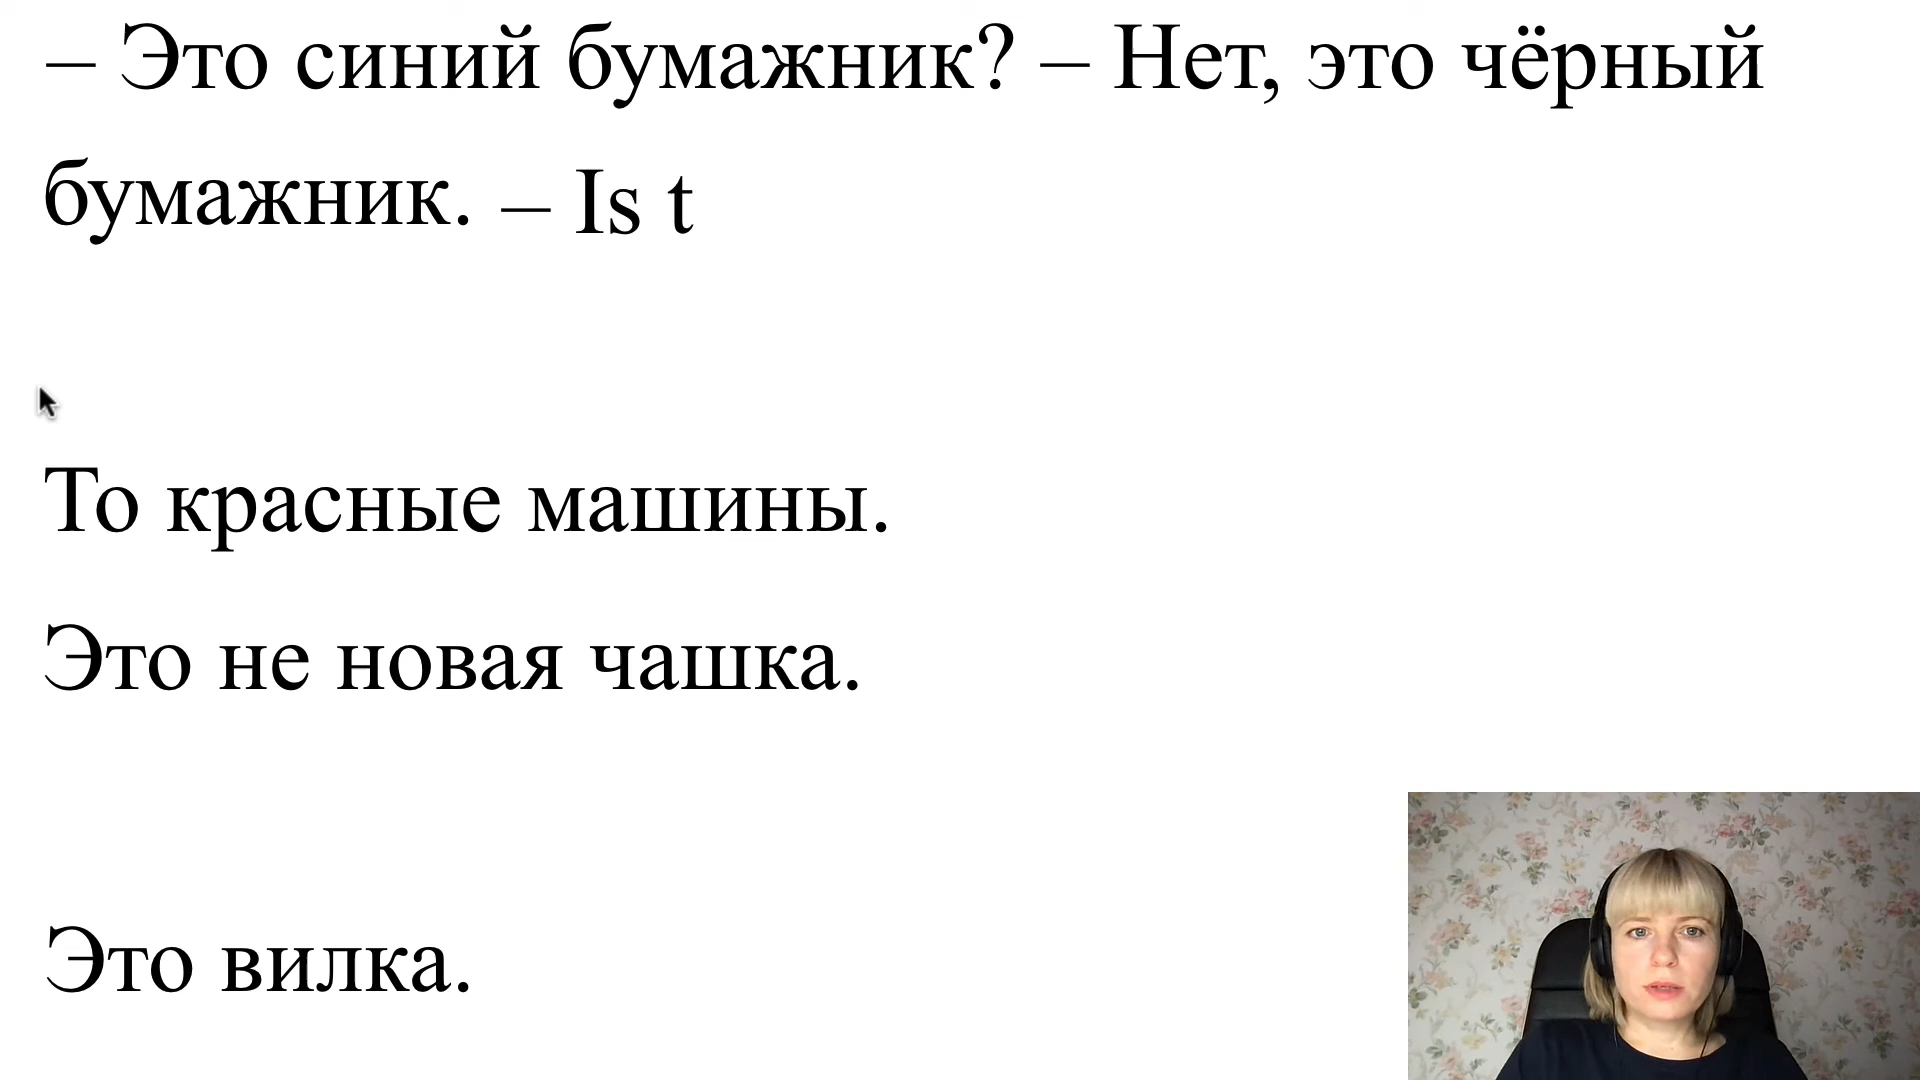 – Это синий бумажник? – Нет, это чёрный
бумажник. – Is t
То красные машины.
Это не новая чашка.
Это вилка.